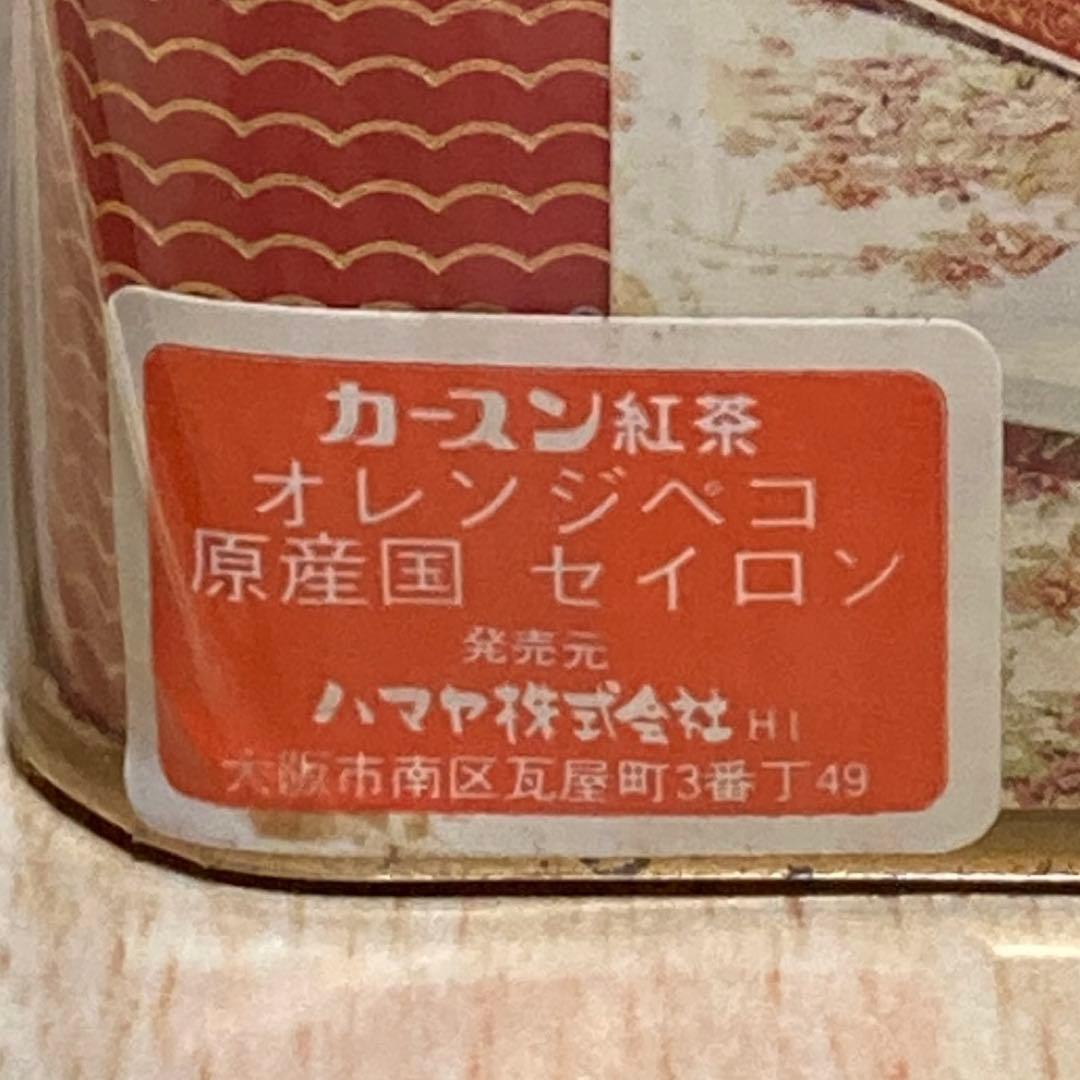 カースン紅茶
オレンジペコ
原産国 セイロン
発売元
ハマヤ株式会社 HI
大阪市南区瓦屋町3番丁49